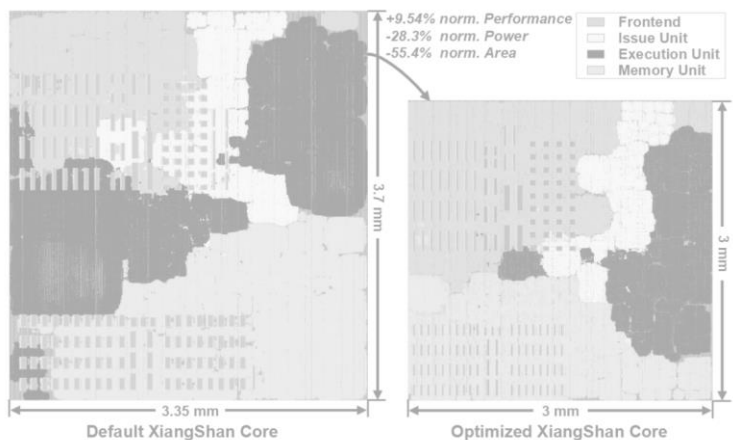 +9.54% norm. Performance
-28.3% norm. Power
-55.4% norm. Area
Frontend
Issue Unit
Execution Unit
Memory Unit
3.7 mm
3 mm
3.35 mm
3 mm
Default XiangShan Core
Optimized XiangShan Core